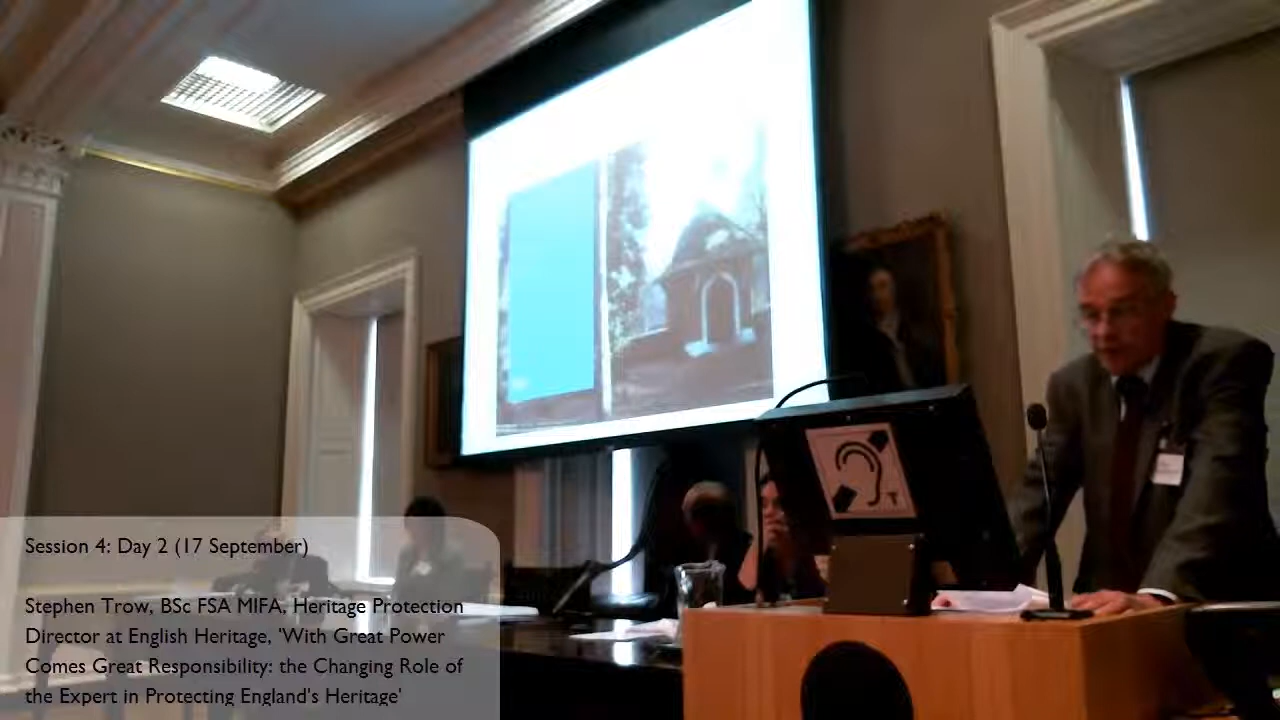 Session 4: Day 2 (17 September)
Stephen Trow, BSc FSA MIFA, Heritage Protection
Director at English Heritage, 'With Great Power
Comes Great Responsibility: the Changing Role of
the Expert in Protecting England's Heritage'
T